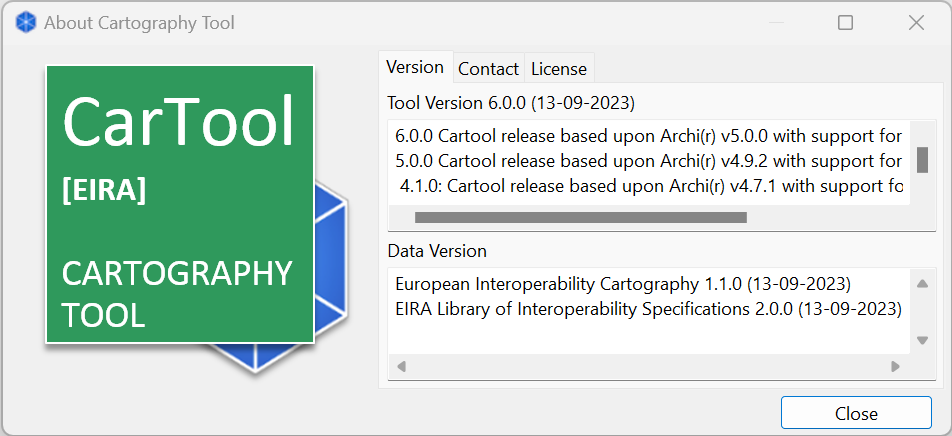 About Cartography Tool
CarTool
[EIRA]
CARTOGRAPHY
TOOL
Version Contact License
Tool Version 6.0.0 (13-09-2023)
6.0.0 Cartool release based upon Archi(r) v5.0.0 with support for
5.0.0 Cartool release based upon Archi(r) v4.9.2 with support for
4.1.0: Cartool release based upon Archi(r) v4.7.1 with support fo
Data Version
European Interoperability Cartography 1.1.0 (13-09-2023)
EIRA Library of Interoperability Specifications 2.0.0 (13-09-2023)
Close